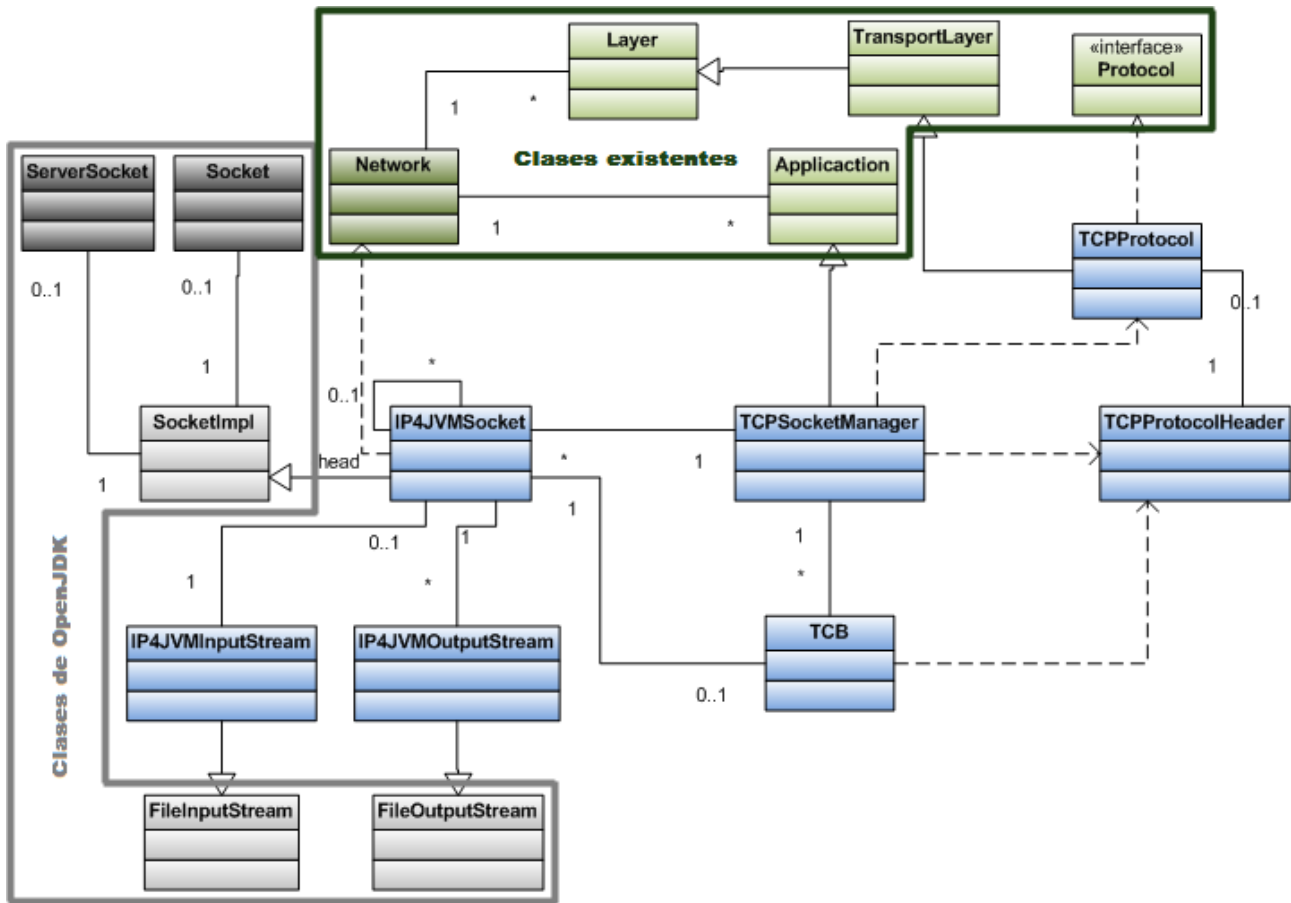 Layer
TransportLayer
«interface»
Protocol
1
*
Clases existentes
Network
Applicaction
1
*
ServerSocket
Socket
0..1
0..1
TCPProtocol
0..1
1
1
*
0..1
SocketImpl
1
head
IP4JVMSocket
*
1
TCPSocketManager
1
TCPProtocolHeader
0..1
1
1
*
1
*
IP4JVMInputStream
IP4JVMOutputStream
TCB
0..1
Clases de OpenJDK
FileInputStream
FileOutputStream